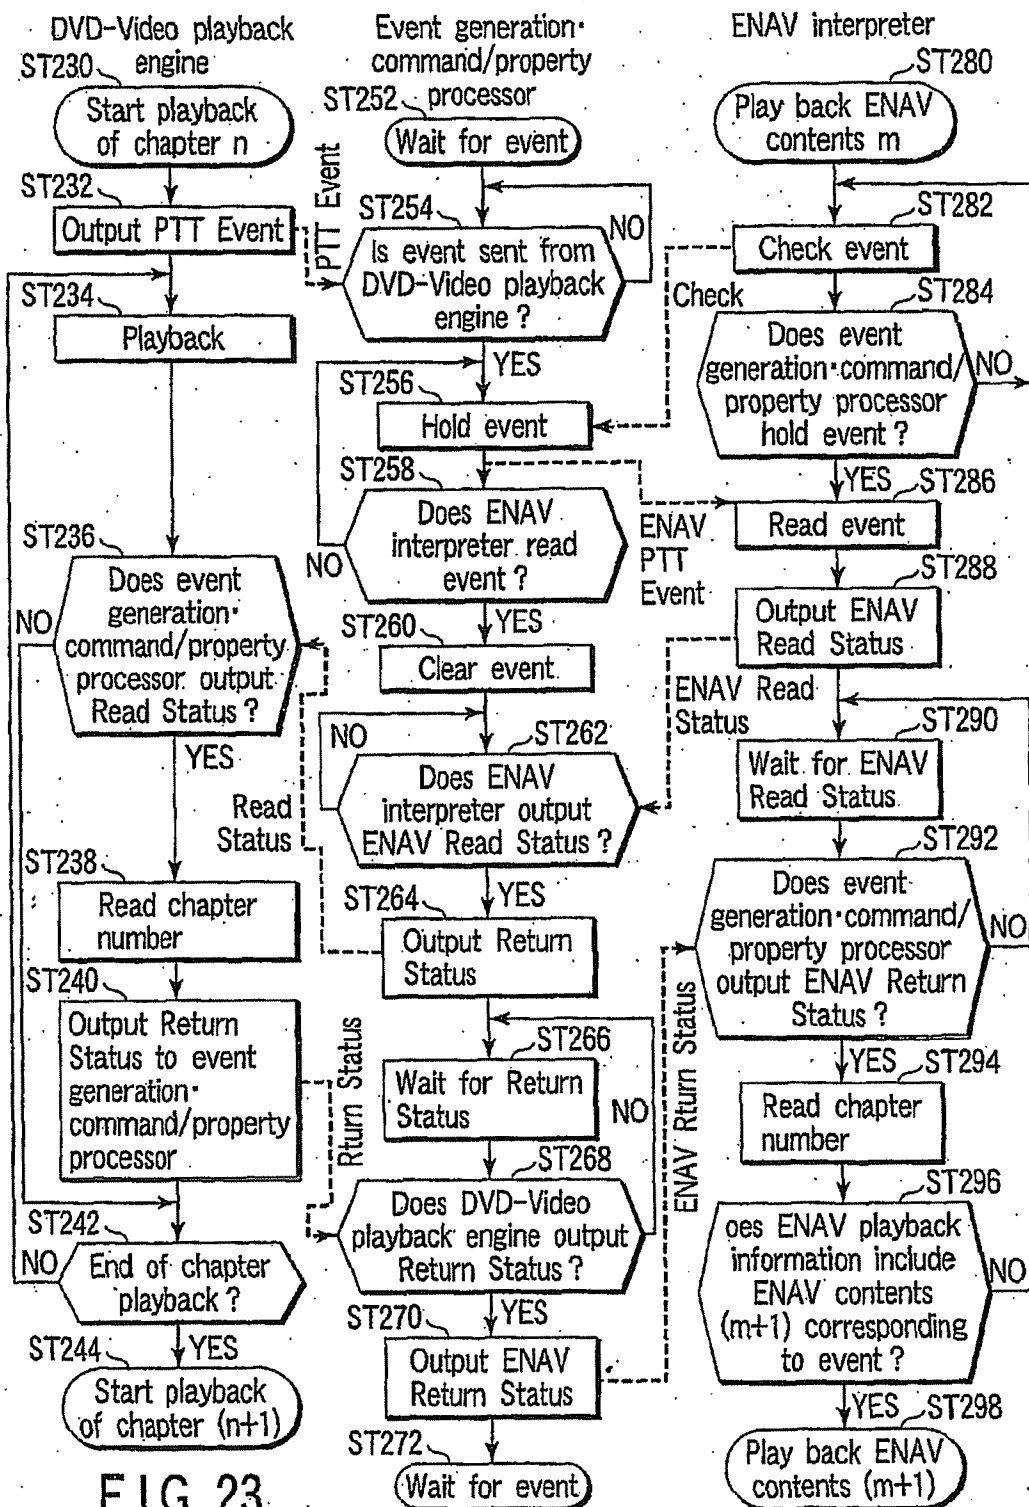 DVD-Video playback
engine
ST230
Start playback
of chapter n
ST232
Output PTT Event
ST234
Playback
ST236
Does event
generation·
command/property
processor output
Read Status?
NO
YES
Read
Status
ST238
Read chapter
number
ST240
Output Return
Status to event
generation·
command/property
processor
ST242
End of chapter
playback?
NO
YES
ST244
Start playback
of chapter (n+1)
FIG. 23
Event generation·
command/property
processor
ST252
Wait for event
PTT Event
ST254
Is event sent from
DVD-Video playback
engine?
NO
YES
ST256
Hold event
ST258
Does ENAV
interpreter read
event?
NO
YES
ST260
Clear event
NO
ST262
Does ENAV
interpreter output
ENAV Read Status?
YES
ST264
Output Return
Status
ST266
Wait for Return
Status
NO
Rturn Status
ST268
Does DVD-Video
playback engine output
Return Status?
YES
ST270
Output ENAV
Return Status
ST272
Wait for event
ENAV interpreter
ST280
Play back ENAV
contents m
ST282
Check event
Check
ST284
Does event
generation·command/
property processor
hold event?
NO
YES
ST286
Read event
ENAV
PTT
Event
ST288
Output ENAV
Read Status
ENAV Read
Status
ST290
Wait for ENAV
Read Status
ST292
Does event
generation·command/
property processor
output ENAV Return
Status?
NO
ENAV Rturn Status
YES
ST294
Read chapter
number
ST296
oes ENAV playback
information include
ENAV contents
(m+1) corresponding
to event?
NO
YES
ST298
Play back ENAV
contents (m+1)